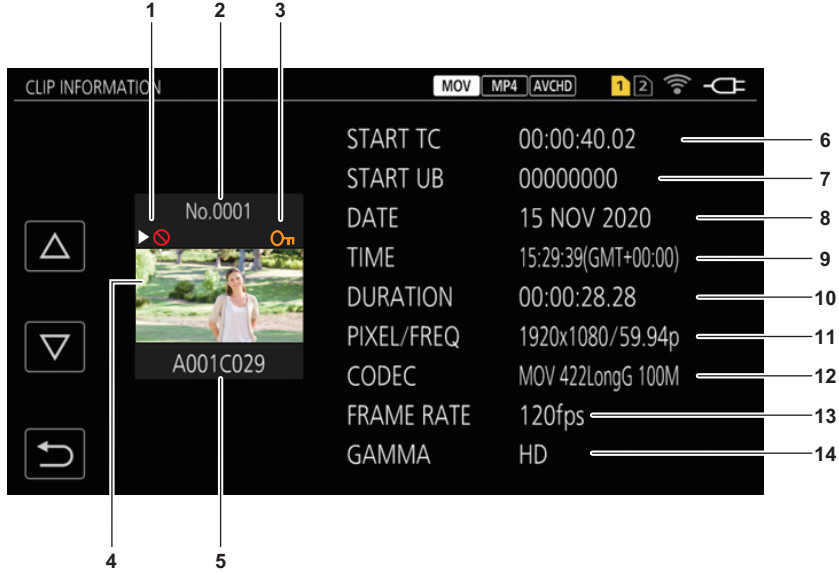 1 2 3
CLIP INFORMATION MOV MP4 AVCHD 1 2
START TC 00:00:40.02 6
START UB 00000000 7
No.0001
DATE 15 NOV 2020 8
TIME 15:29:39(GMT+00:00) 9
DURATION 00:00:28.28 10
PIXEL/FREQ 1920x1080/59.94p 11
A001C029
CODEC MOV 422LongG 100M 12
FRAME RATE 120fps 13
GAMMA HD 14
4 5